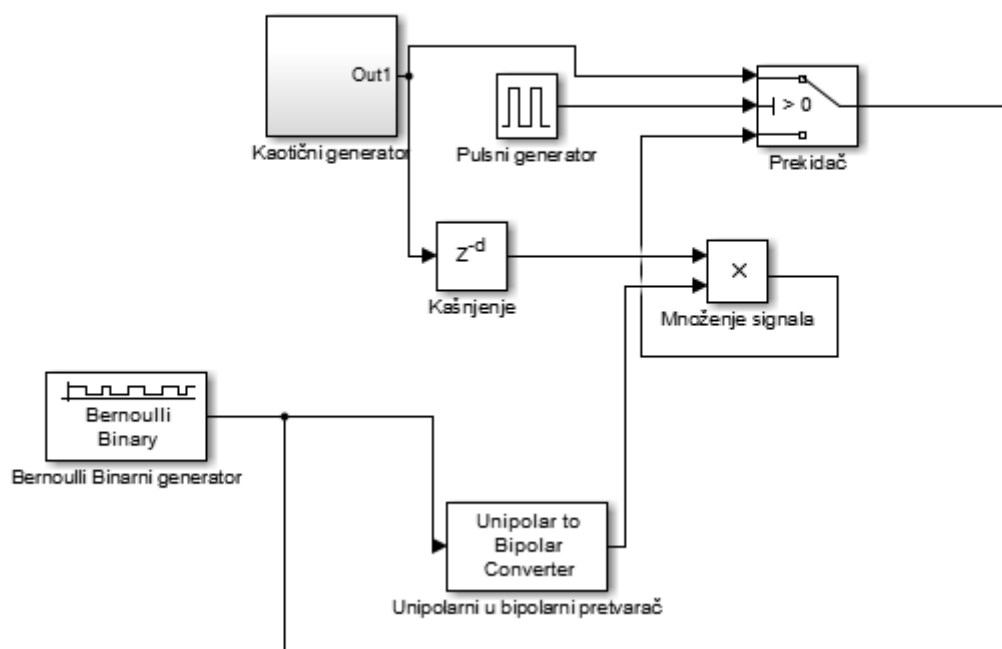 Out1
Kaotični generator
Pulsni generator
> 0
Prekidač
z-d
Kašnjenje
×
Množenje signala
Bernoulli
Binary
Bernoulli Binarni generator
Unipolar to
Bipolar
Converter
Unipolarni u bipolarni pretvarač